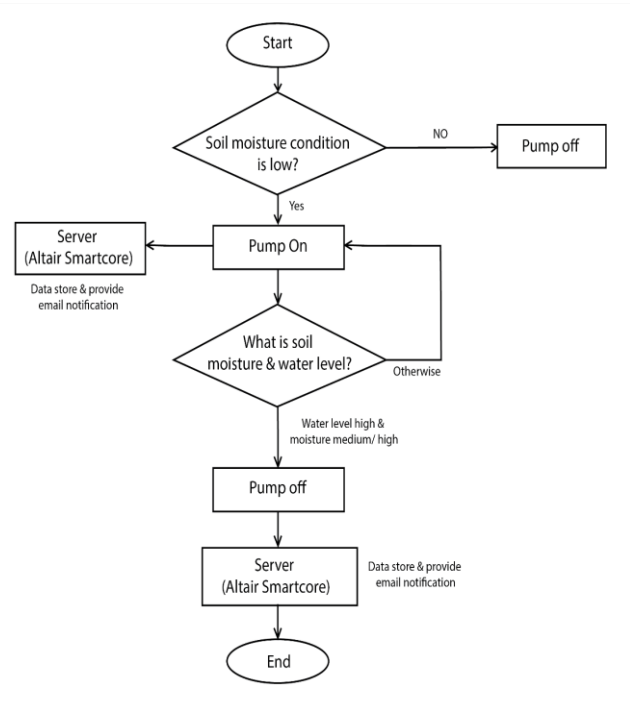 Start
Soil moisture condition
is low?
NO
Pump off
Yes
Server
(Altair Smartcore)
Pump On
Data store & provide
email notification
What is soil
moisture & water level?
Otherwise
Water level high &
moisture medium/ high
Pump off
Server
(Altair Smartcore)
Data store & provide
email notification
End